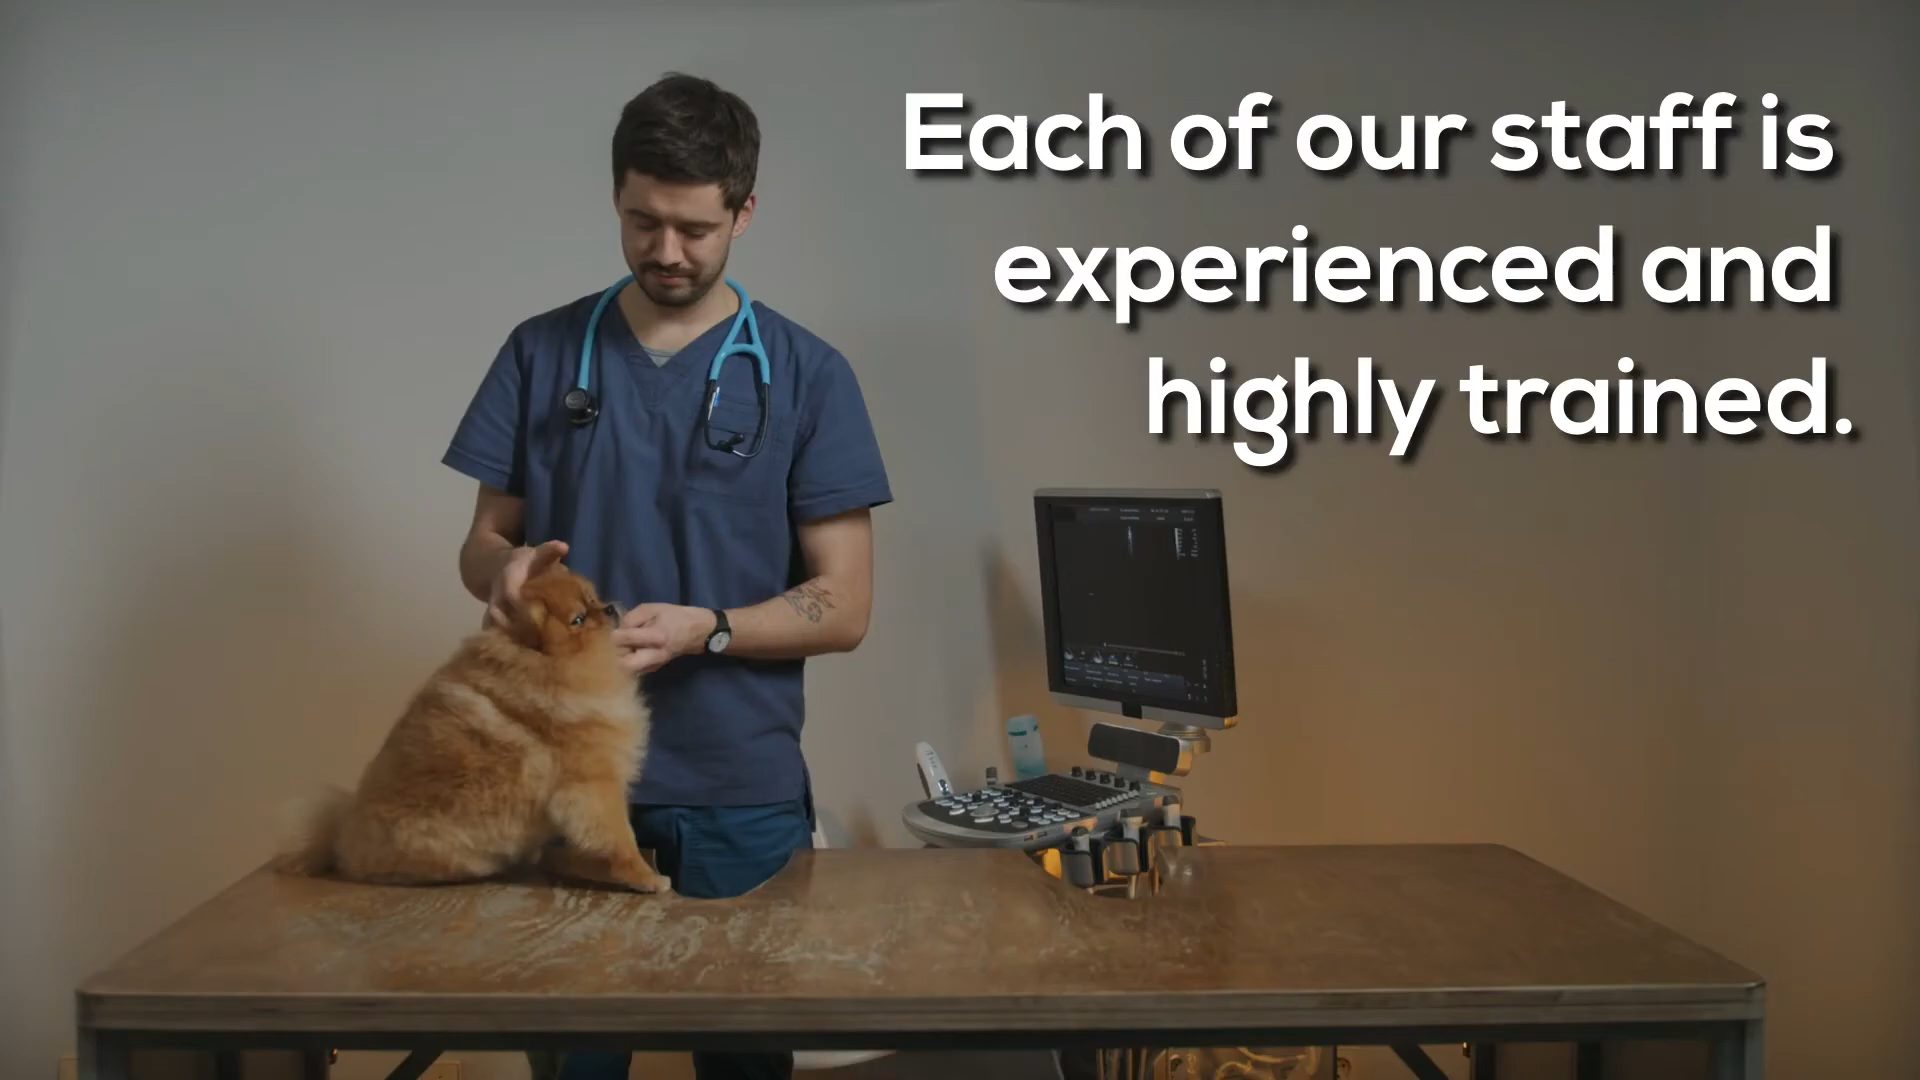 Each of our staff is
experienced and
highly trained.